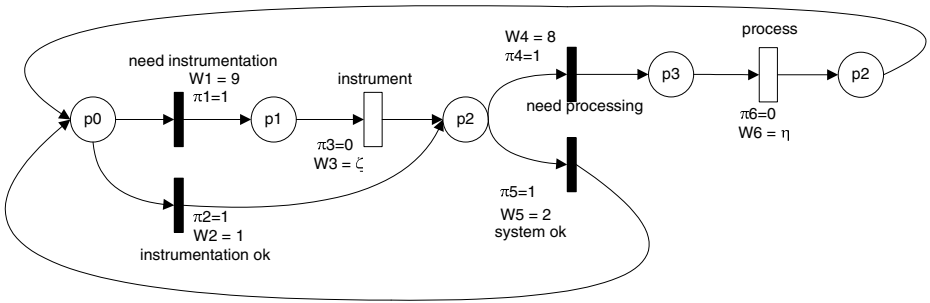 need instrumentation
W1 = 9
π1=1
instrument
W4 = 8
π4=1
process
p0
p1
p2
p3
p2
need processing
π3=0
W3 = ζ
π6=0
W6 = η
π2=1
W2 = 1
instrumentation ok
π5=1
W5 = 2
system ok